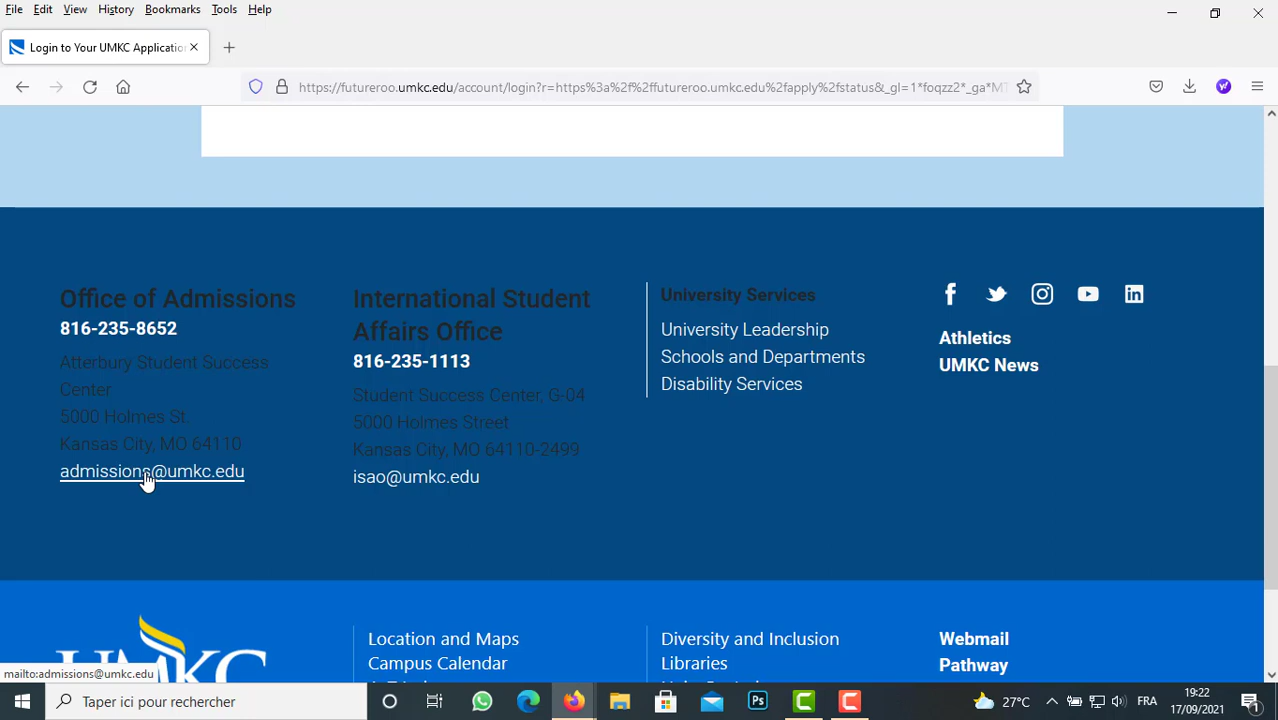 File Edit View History Bookmarks Tools Help
Login to Your UMKC Applicatio
https://futureroo.umkc.edu/account/login?r=https%3a%2f%2ffutureroo.umkc.edu%2fapply%2fstatus&_gl=1*foqzz2*_ga*MT
Office of Admissions
816-235-8652
Atterbury Student Success
Center
5000 Holmes St.
Kansas City, MO 64110
admissions@umkc.edu
International Student
Affairs Office
816-235-1113
Student Success Center, G-04
5000 Holmes Street
Kansas City, MO 64110-2499
isao@umkc.edu
University Services
University Leadership
Schools and Departments
Disability Services
Athletics
UMKC News
UMKC
Location and Maps
Campus Calendar
Diversity and Inclusion
Libraries
Webmail
Pathway
mailto:admissions@umkc.edu
Taper ici pour rechercher
27°C
FRA
19:22
17/09/2021
1